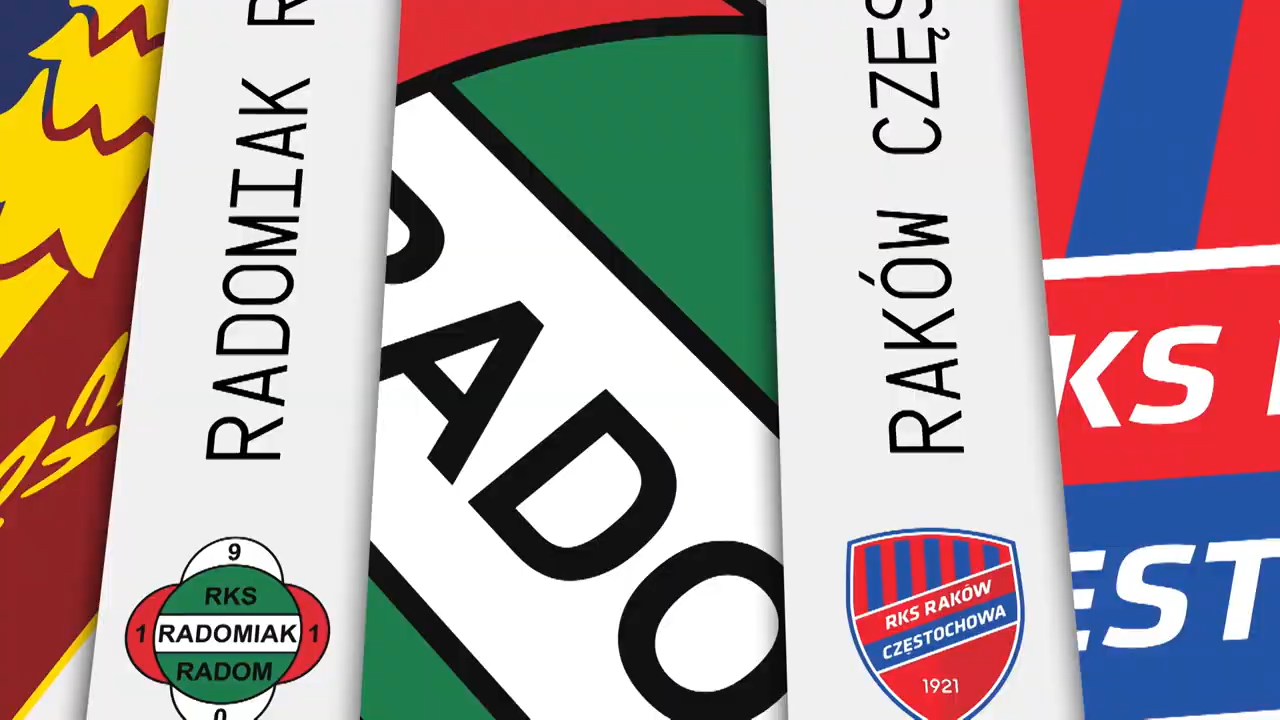 RADOMIAK R
9
RKS
1 RADOMIAK 1
RADOM
0
RADO
RAKÓW CZĘS
RKS RAKÓW
CZĘSTOCHOWA
1921
KS
EST